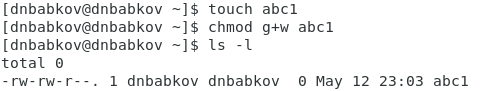 [dnbabkov@dnbabkov ~]$ touch abc1
[dnbabkov@dnbabkov ~]$ chmod g+w abc1
[dnbabkov@dnbabkov ~]$ ls -l
total 0
-rw-rw-r--. 1 dnbabkov dnbabkov  0 May 12 23:03 abc1